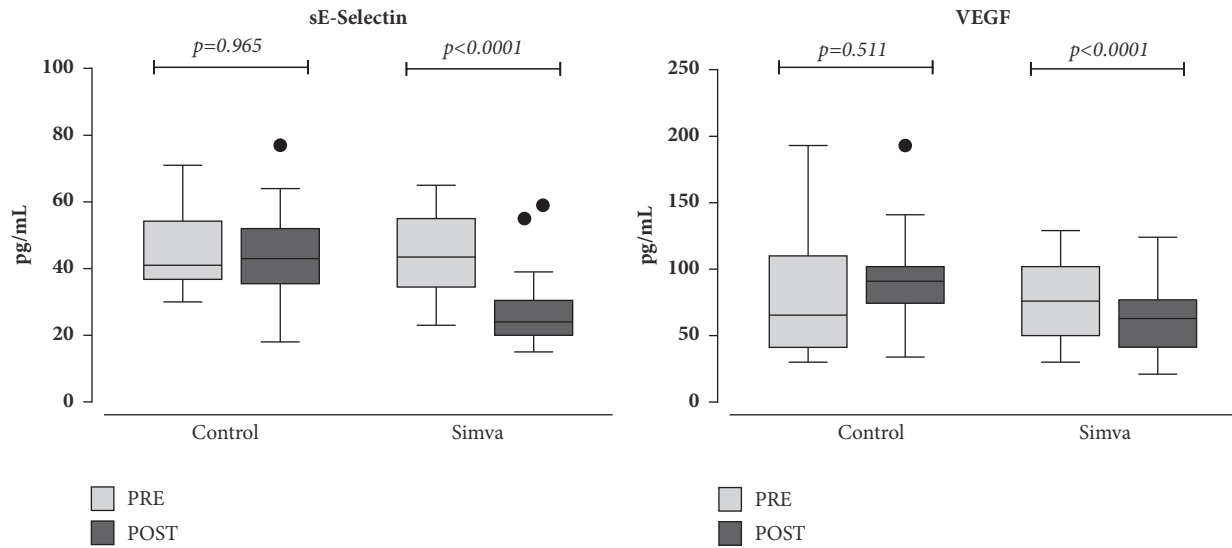 sE-Selectin
p=0.965
p<0.0001
100
80
60
40
20
0
pg/mL
Control
Simva
PRE
POST
VEGF
p=0.511
p<0.0001
250
200
150
100
50
0
pg/mL
Control
Simva
PRE
POST